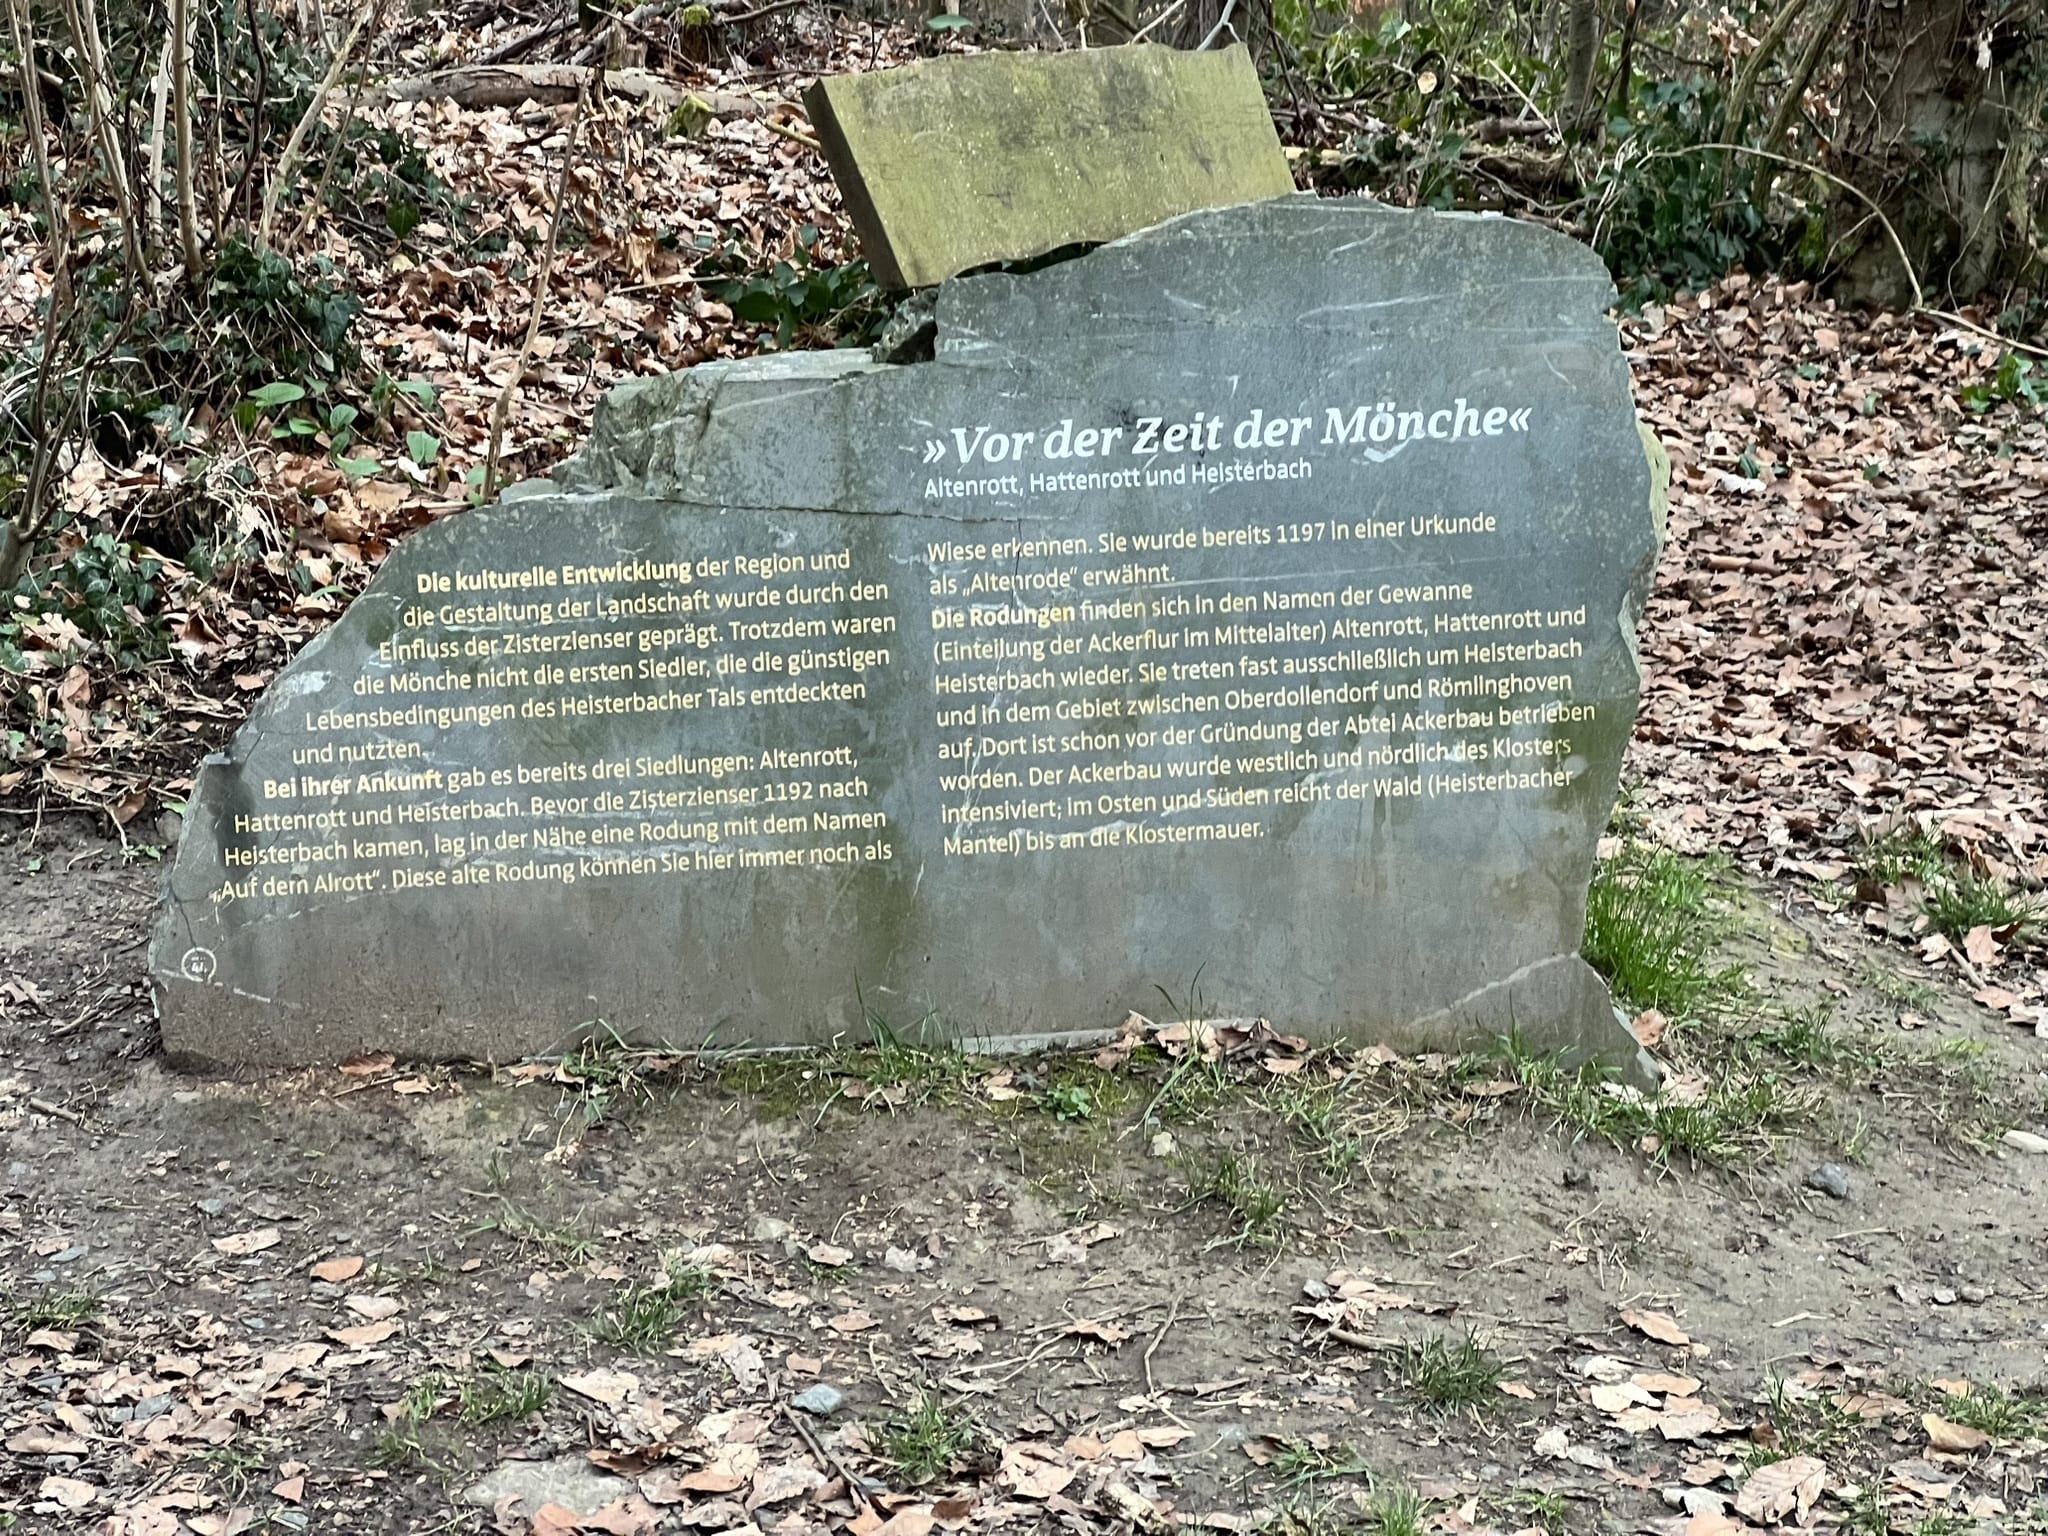 »Vor der Zeit der Mönche«
Altenrott, Hattenrott und Heisterbach
Die kulturelle Entwicklung der Region und
die Gestaltung der Landschaft wurde durch den
Einfluss der Zisterzienser geprägt. Trotzdem waren
die Mönche nicht die ersten Siedler, die die günstigen
Lebensbedingungen des Heisterbacher Tals entdeckten
und nutzten.
Bei ihrer Ankunft gab es bereits drei Siedlungen: Altenrott,
Hattenrott und Heisterbach. Bevor die Zisterzienser 1192 nach
Heisterbach kamen, lag in der Nähe eine Rodung mit dem Namen
„Auf dem Alrott“. Diese alte Rodung können Sie hier immer noch als
Wiese erkennen. Sie wurde bereits 1197 in einer Urkunde
als „Altenrode“ erwähnt.
Die Rodungen finden sich in den Namen der Gewanne
(Einteilung der Ackerflur im Mittelalter) Altenrott, Hattenrott und
Heisterbach wieder. Sie treten fast ausschließlich um Heisterbach
und in dem Gebiet zwischen Oberdollendorf und Römlinghoven
auf. Dort ist schon vor der Gründung der Abtei Ackerbau betrieben
worden. Der Ackerbau wurde westlich und nördlich des Klosters
intensiviert; im Osten und Süden reicht der Wald (Heisterbacher
Mantel) bis an die Klostermauer.